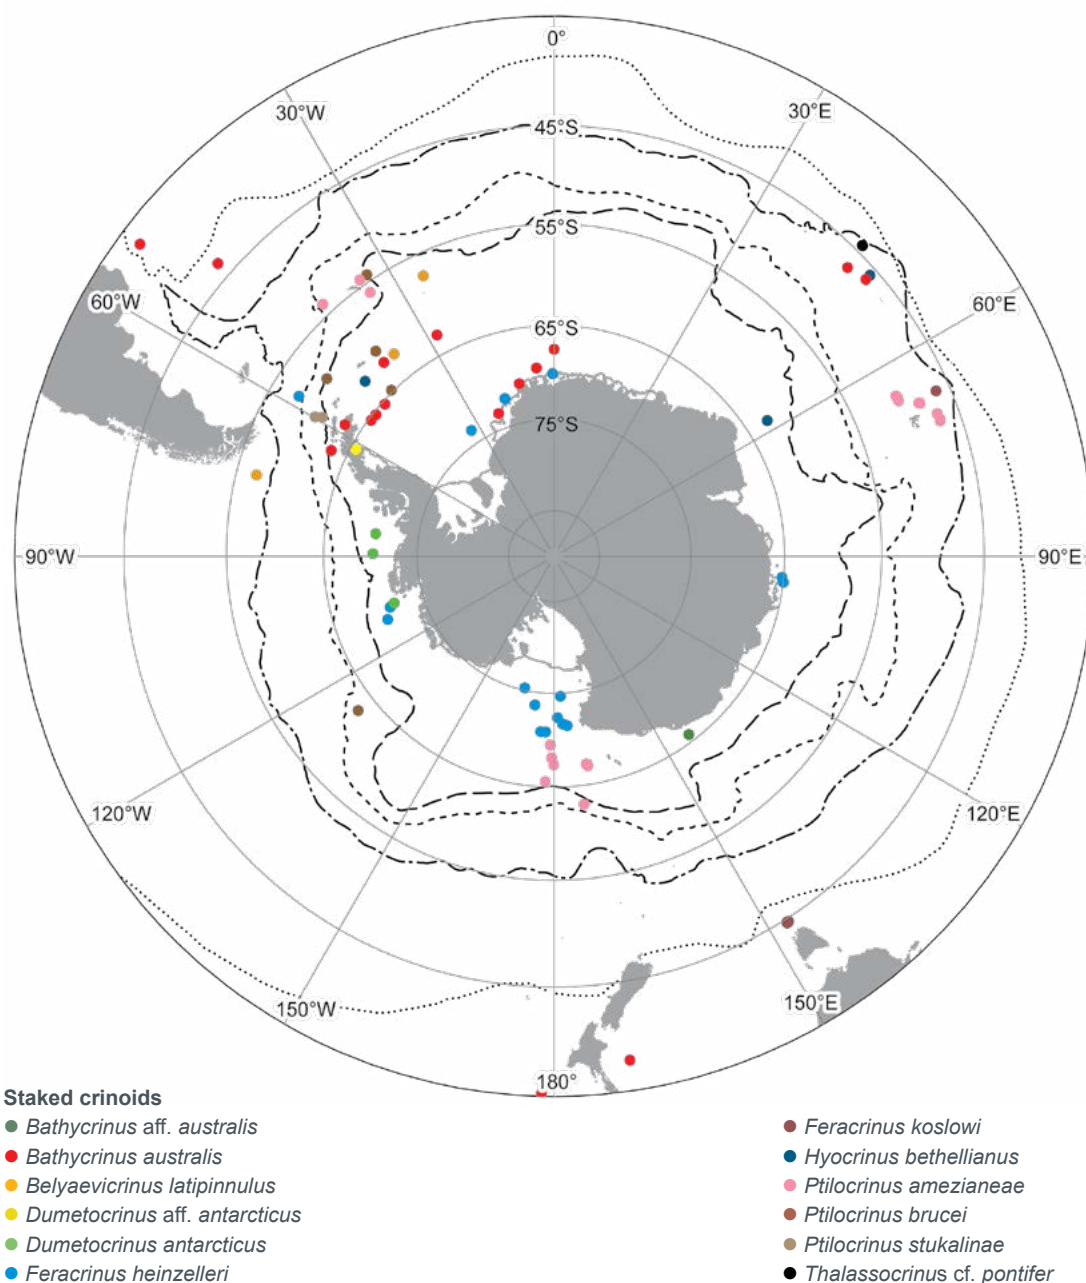 0°
30°W
30°E
45°S
55°S
60°W
60°E
65°S
75°S
90°W
90°E
120°W
120°E
150°W
150°E
180°
Staked crinoids
Bathycrinus aff. australis
Bathycrinus australis
Belyaevicrinus latipinnulus
Dumetocrinus aff. antarcticus
Dumetocrinus antarcticus
Feracrinus heinzelleri
Feracrinus koslowi
Hyocrinus bethellianus
Ptilocrinus amezianeae
Ptilocrinus brucei
Ptilocrinus stukalinae
Thalassocrinus cf. pontifer